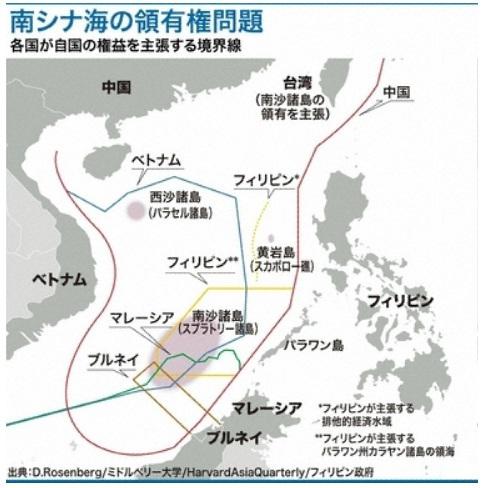 南シナ海の領有権問題
各国が自国の権益を主張する境界線
中国
台湾
(南沙諸島の
領有を主張)
中国
ベトナム
西沙諸島
(パラセル諸島)
フィリピン*
黄岩島
(スカボロー礁)
フィリピン**
ベトナム
マレーシア
南沙諸島
(スプラトリー諸島)
フィリピン
ブルネイ
パラワン島
マレーシア
ブルネイ
*フィリピンが主張する
排他的経済水域
**フィリピンが主張する
パラワン州カラヤン諸島の領海
出典:D.Rosenberg/ミドルベリー大学/HarvardAsiaQuarterly/フィリピン政府